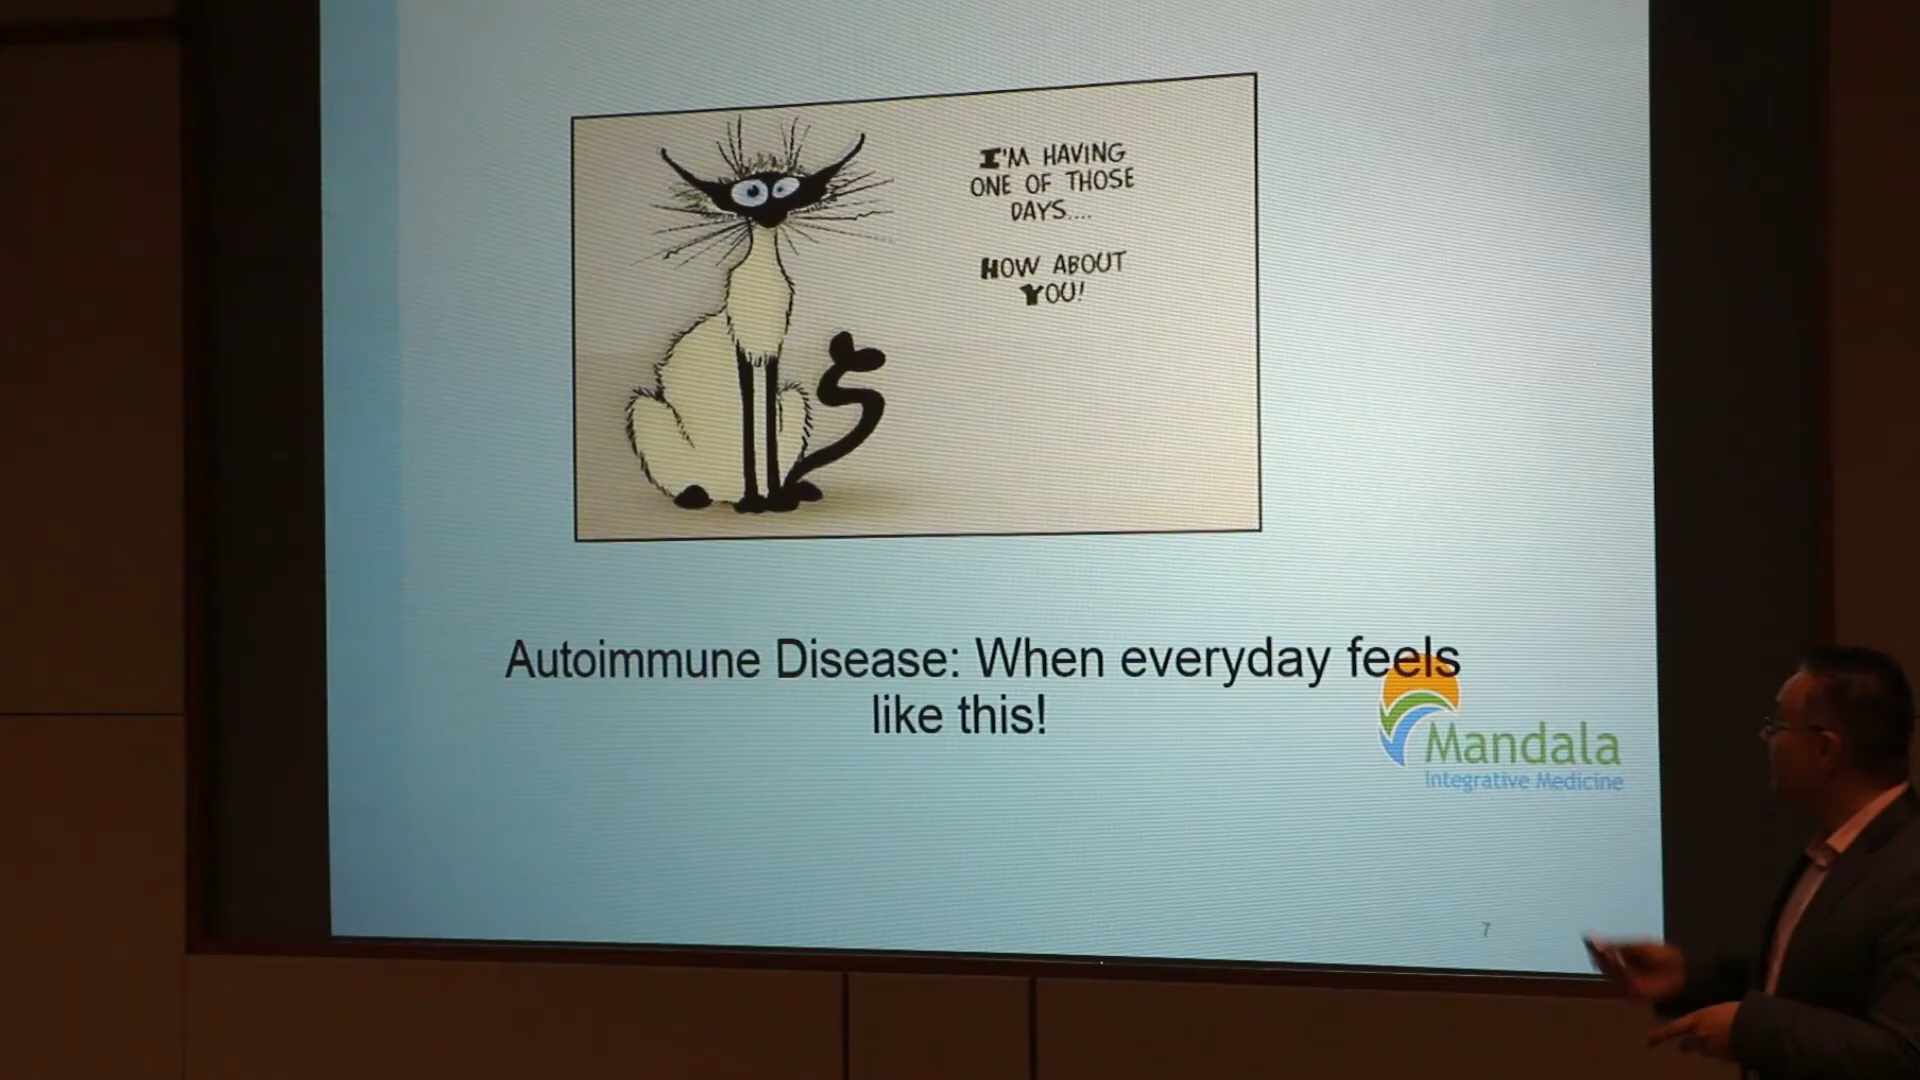 I'M HAVING
ONE OF THOSE
DAYS....
HOW ABOUT
YOU!
Autoimmune Disease: When everyday feels
like this!
Mandala
Integrative Medicine
7